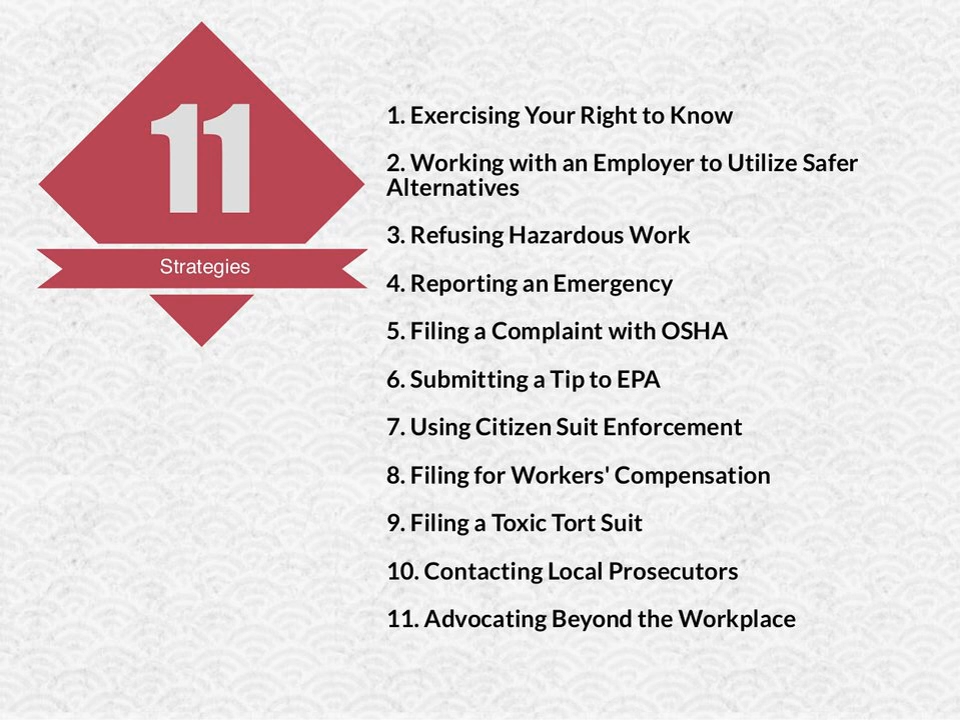 11
Strategies
1. Exercising Your Right to Know
2. Working with an Employer to Utilize Safer
Alternatives
3. Refusing Hazardous Work
4. Reporting an Emergency
5. Filing a Complaint with OSHA
6. Submitting a Tip to EPA
7. Using Citizen Suit Enforcement
8. Filing for Workers' Compensation
9. Filing a Toxic Tort Suit
10. Contacting Local Prosecutors
11. Advocating Beyond the Workplace